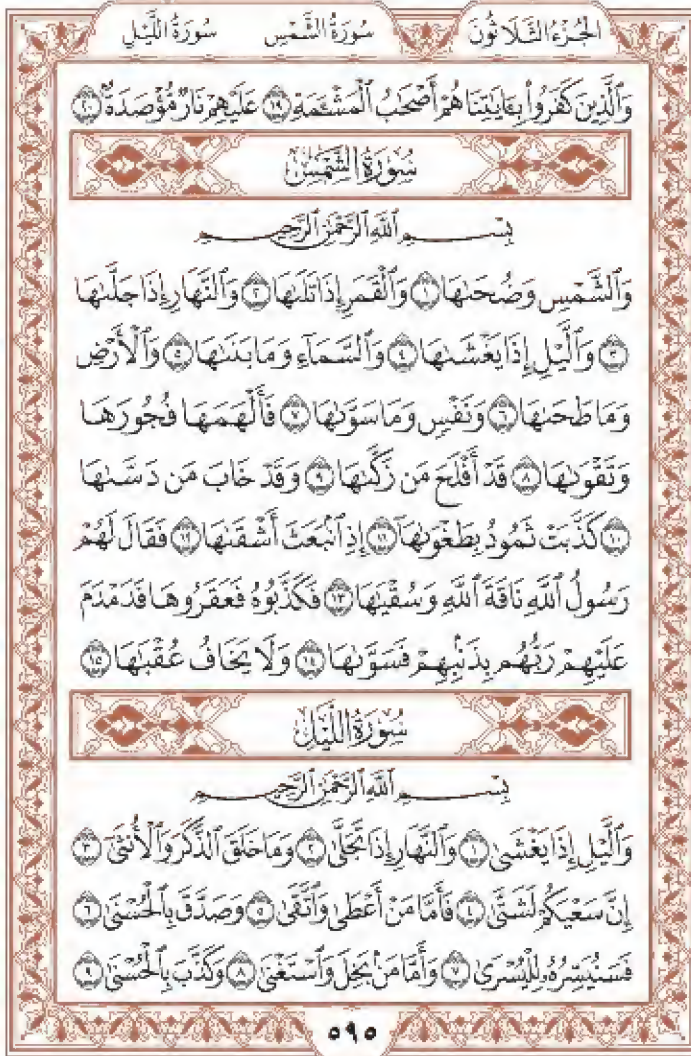 الجُزْءُ الثَّلَاثُونَ سُورَةُ الشَّمْسِ سُورَةُ اللَّيْلِ
وَٱلَّذِينَ كَفَرُوا۟ بِـَٔايَـٰتِنَا هُمْ أَصْحَـٰبُ ٱلْمَشْـَٔمَةِ ١٩ عَلَيْهِمْ نَارٌ مُّؤْصَدَةٌۢ ٢٠
سُورَةُ الشَّمْسِ
بِسْمِ ٱللَّهِ ٱلرَّحْمَـٰنِ ٱلرَّحِيمِ
وَٱلشَّمْسِ وَضُحَىٰهَا ١ وَٱلْقَمَرِ إِذَا تَلَىٰهَا ٢ وَٱلنَّهَارِ إِذَا جَلَّىٰهَا
٣ وَٱلَّيْلِ إِذَا يَغْشَىٰهَا ٤ وَٱلسَّمَآءِ وَمَا بَنَىٰهَا ٥ وَٱلْأَرْضِ
وَمَا طَحَىٰهَا ٦ وَنَفْسٍ وَمَا سَوَّىٰهَا ٧ فَأَلْهَمَهَا فُجُورَهَا
وَتَقْوَىٰهَا ٨ قَدْ أَفْلَحَ مَن زَكَّىٰهَا ٩ وَقَدْ خَابَ مَن دَسَّىٰهَا
١٠ كَذَّبَتْ ثَمُودُ بِطَغْوَىٰهَآ ١١ إِذِ ٱنۢبَعَثَ أَشْقَىٰهَا ١٢ فَقَالَ لَهُمْ
رَسُولُ ٱللَّهِ نَاقَةَ ٱللَّهِ وَسُقْيَـٰهَا ١٣ فَكَذَّبُوهُ فَعَقَرُوهَا فَدَمْدَمَ
عَلَيْهِمْ رَبُّهُم بِذَنۢبِهِمْ فَسَوَّىٰهَا ١٤ وَلَا يَخَافُ عُقْبَـٰهَا ١٥
سُورَةُ اللَّيْلِ
بِسْمِ ٱللَّهِ ٱلرَّحْمَـٰنِ ٱلرَّحِيمِ
وَٱلَّيْلِ إِذَا يَغْشَىٰ ١ وَٱلنَّهَارِ إِذَا تَجَلَّىٰ ٢ وَمَا خَلَقَ ٱلذَّكَرَ وَٱلْأُنثَىٰٓ ٣
إِنَّ سَعْيَكُمْ لَشَتَّىٰ ٤ فَأَمَّا مَنْ أَعْطَىٰ وَٱتَّقَىٰ ٥ وَصَدَّقَ بِٱلْحُسْنَىٰ ٦
فَسَنُيَسِّرُهُۥ لِلْيُسْرَىٰ ٧ وَأَمَّا مَنۢ بَخِلَ وَٱسْتَغْنَىٰ ٨ وَكَذَّبَ بِٱلْحُسْنَىٰ ٩
٥٩٥